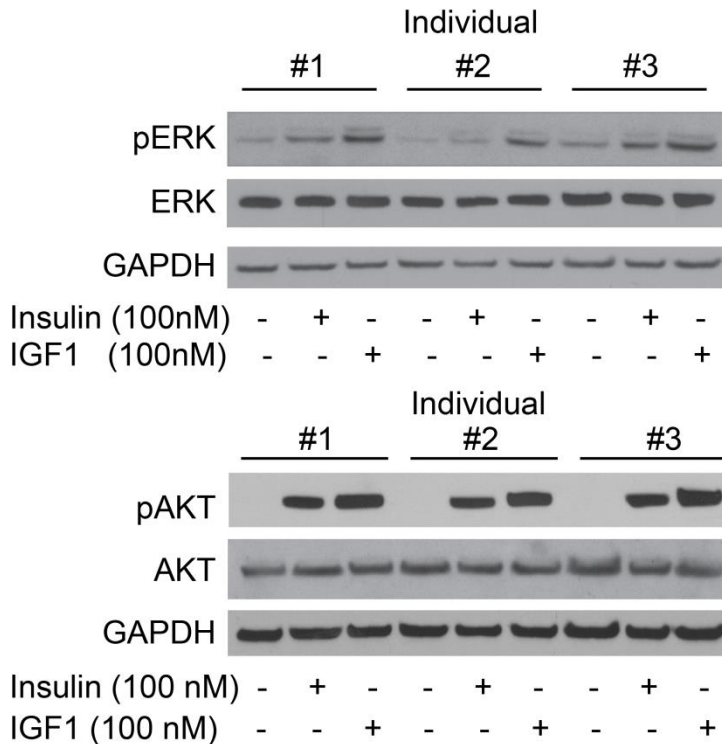 Individual
#1 #2 #3
pERK
ERK
GAPDH
Insulin (100nM) - + - - + - - + -
IGF1 (100nM) - - + - - + - - +
Individual
#1 #2 #3
pAKT
AKT
GAPDH
Insulin (100 nM) - + - - + - - + -
IGF1 (100 nM) - - + - - + - - +